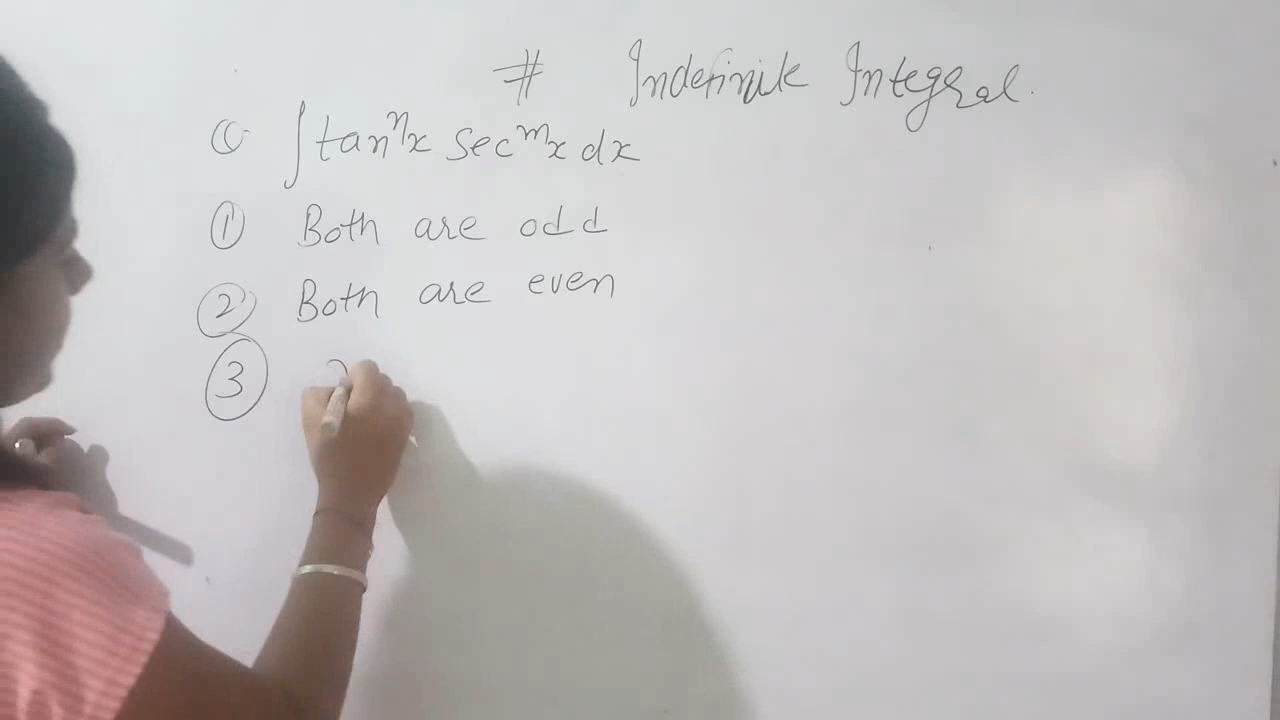 # Indefinite Integral.
∫ tanⁿx secᵐx dx
① Both are odd
② Both are even
③